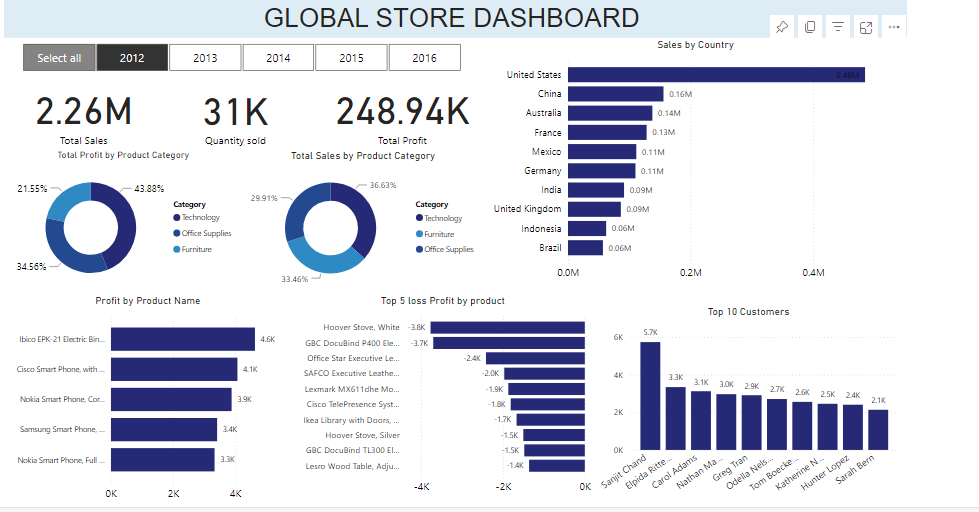 GLOBAL STORE DASHBOARD
Select all 2012 2013 2014 2015 2016
2.26M
Total Sales
31K
Quantity sold
248.94K
Total Profit
Total Profit by Product Category
21.55%
43.88%
34.56%
Category
Technology
Office Supplies
Furniture
Total Sales by Product Category
29.91%
36.63%
33.46%
Category
Technology
Furniture
Office Supplies
Sales by Country
United States 0.48M
China 0.16M
Australia 0.14M
France 0.13M
Mexico 0.11M
Germany 0.11M
India 0.09M
United Kingdom 0.09M
Indonesia 0.06M
Brazil 0.06M
0.0M 0.2M 0.4M
Profit by Product Name
Ibico EPK-21 Electric Bin... 4.6K
Cisco Smart Phone, with ... 4.1K
Nokia Smart Phone, Cor... 3.9K
Samsung Smart Phone, ... 3.4K
Nokia Smart Phone, Full ... 3.3K
0K 2K 4K
Top 5 loss Profit by product
Hoover Stove, White -3.8K
GBC DocuBind P400 Ele... -3.7K
Office Star Executive Le... -2.4K
SAFCO Executive Leathe... -2.0K
Lexmark MX611dhe Mo... -1.9K
Cisco TelePresence Syst... -1.8K
Ikea Library with Doors, ... -1.7K
Hoover Stove, Silver -1.5K
GBC DocuBind TL300 El... -1.5K
Lesro Wood Table, Adju... -1.4K
-4K -2K 0K
Top 10 Customers
6K
4K
2K
0K
5.7K 3.3K 3.1K 3.0K 2.9K 2.7K 2.6K 2.5K 2.4K 2.1K
Sanjit Chand
Elpida Ritte...
Carol Adams
Nathan Ma...
Greg Tran
Odella Nels...
Tom Boecke...
Katherine N...
Hunter Lopez
Sarah Bern